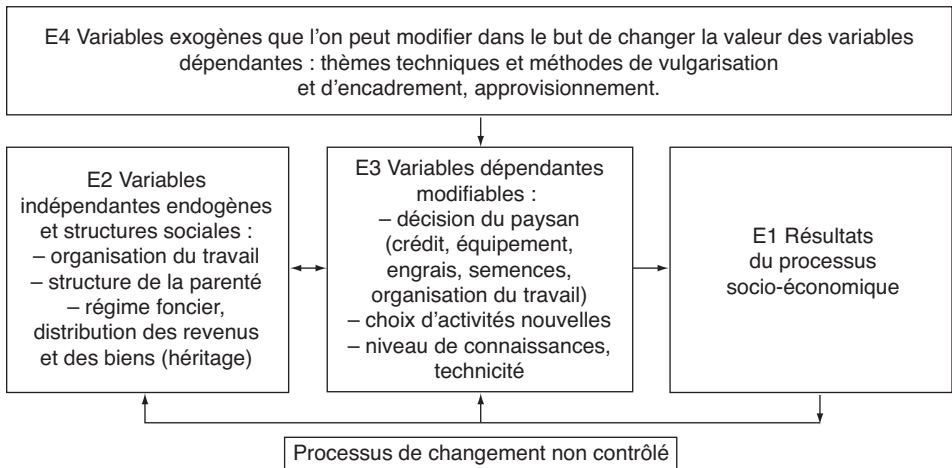 E4 Variables exogènes que l'on peut modifier dans le but de changer la valeur des variables
dépendantes : thèmes techniques et méthodes de vulgarisation
et d'encadrement, approvisionnement.
E2 Variables
indépendantes endogènes
et structures sociales :
– organisation du travail
– structure de la parenté
– régime foncier,
distribution des revenus
et des biens (héritage)
E3 Variables dépendantes
modifiables :
– décision du paysan
(crédit, équipement,
engrais, semences,
organisation du travail)
– choix d'activités nouvelles
– niveau de connaissances,
technicité
E1 Résultats
du processus
socio-économique
Processus de changement non contrôlé